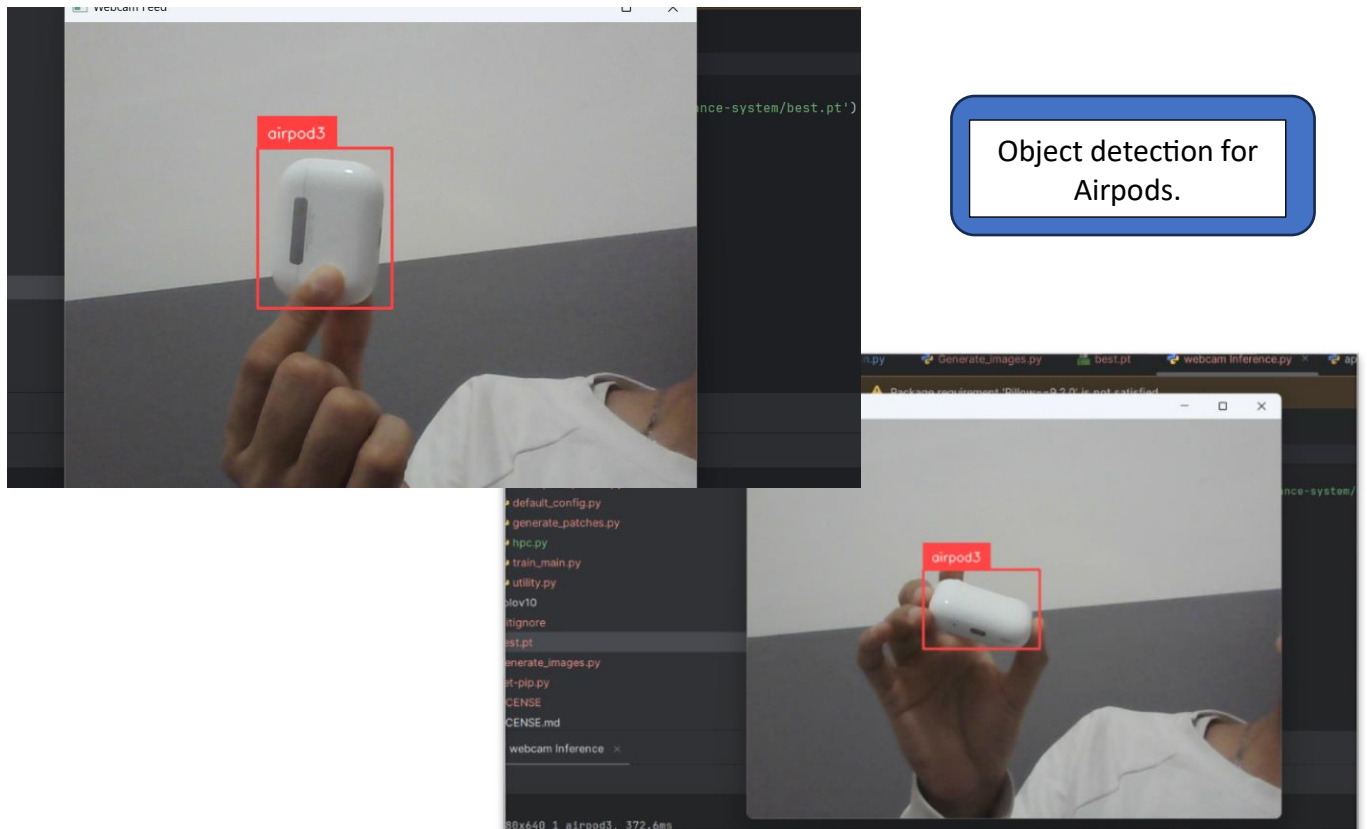 Webcam Feed
nce-system/best.pt')
airpod3
Object detection for
Airpods.
n.py Generate_images.py best.pt webcam Inference.py × ap
Package requirement 'Pillow==9.2.0' is not satisfied
default_config.py
nce-system/
generate_patches.py
hpc.py
train_main.py
airpod3
utility.py
olov10
itignore
est.pt
enerate_images.py
et-pip.py
CENSE
CENSE.md
webcam Inference ×
80x640 1 airpod3, 372.6ms